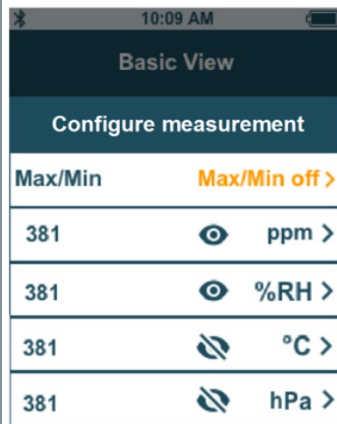 10:09 AM
Basic View
Configure measurement
Max/Min Max/Min off >
381 ppm >
381 %RH >
381 °C >
381 hPa >